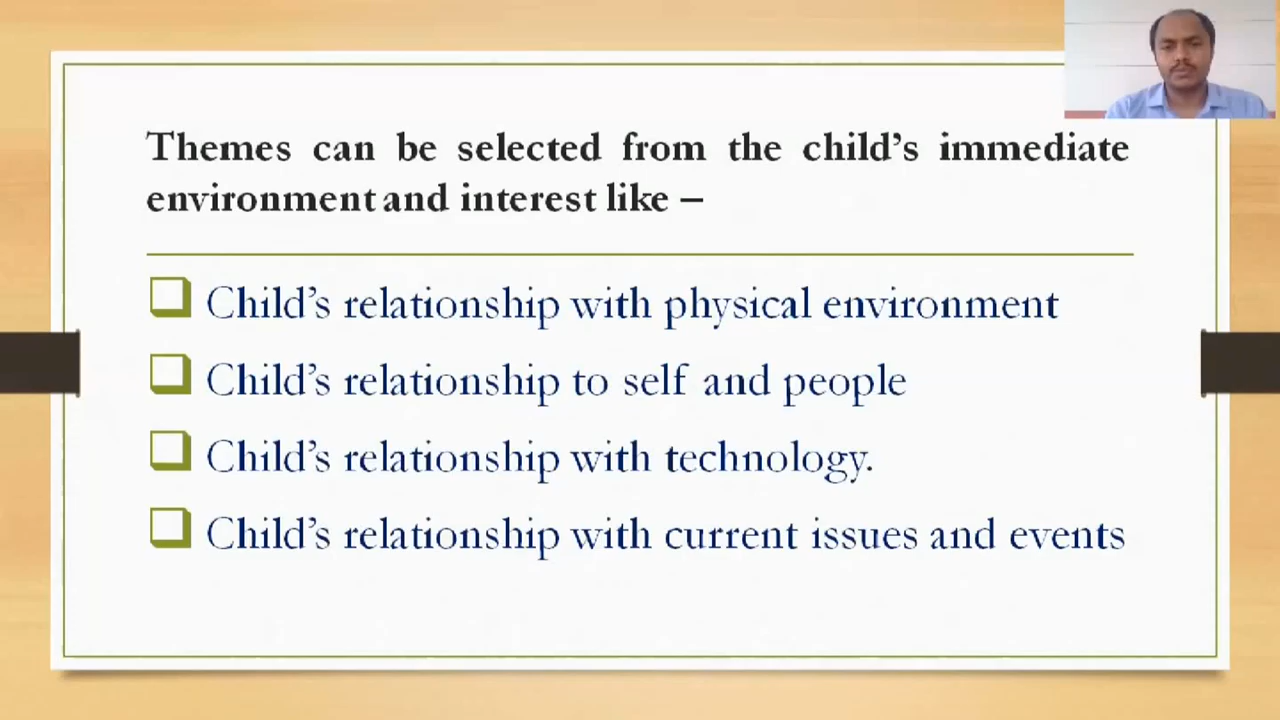 Themes can be selected from the child’s immediate
environment and interest like –
Child’s relationship with physical environment
Child’s relationship to self and people
Child’s relationship with technology.
Child’s relationship with current issues and events